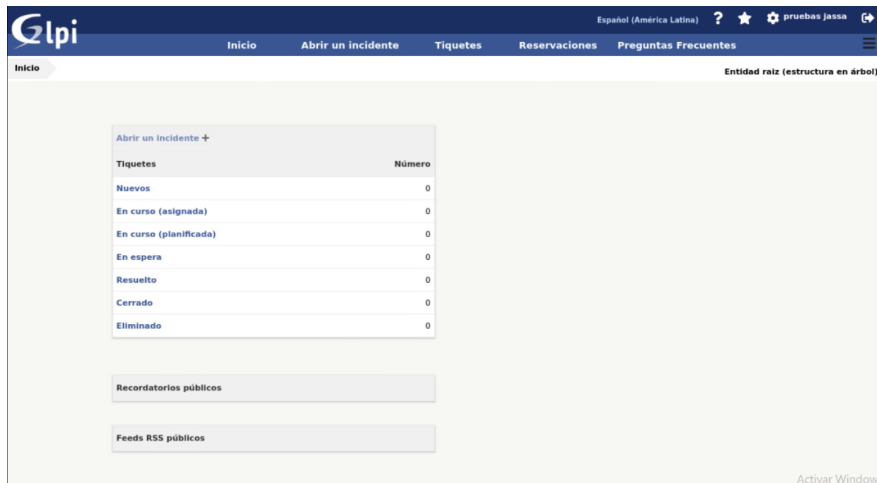 Glpi
Español (América Latina) ? pruebas jassa
Inicio Abrir un incidente Tiquetes Reservaciones Preguntas Frecuentes
Inicio
Entidad raiz (estructura en árbol)
Abrir un incidente +
Tiquetes Número
Nuevos 0
En curso (asignada) 0
En curso (planificada) 0
En espera 0
Resuelto 0
Cerrado 0
Eliminado 0
Recordatorios públicos
Feeds RSS públicos
Activar Window